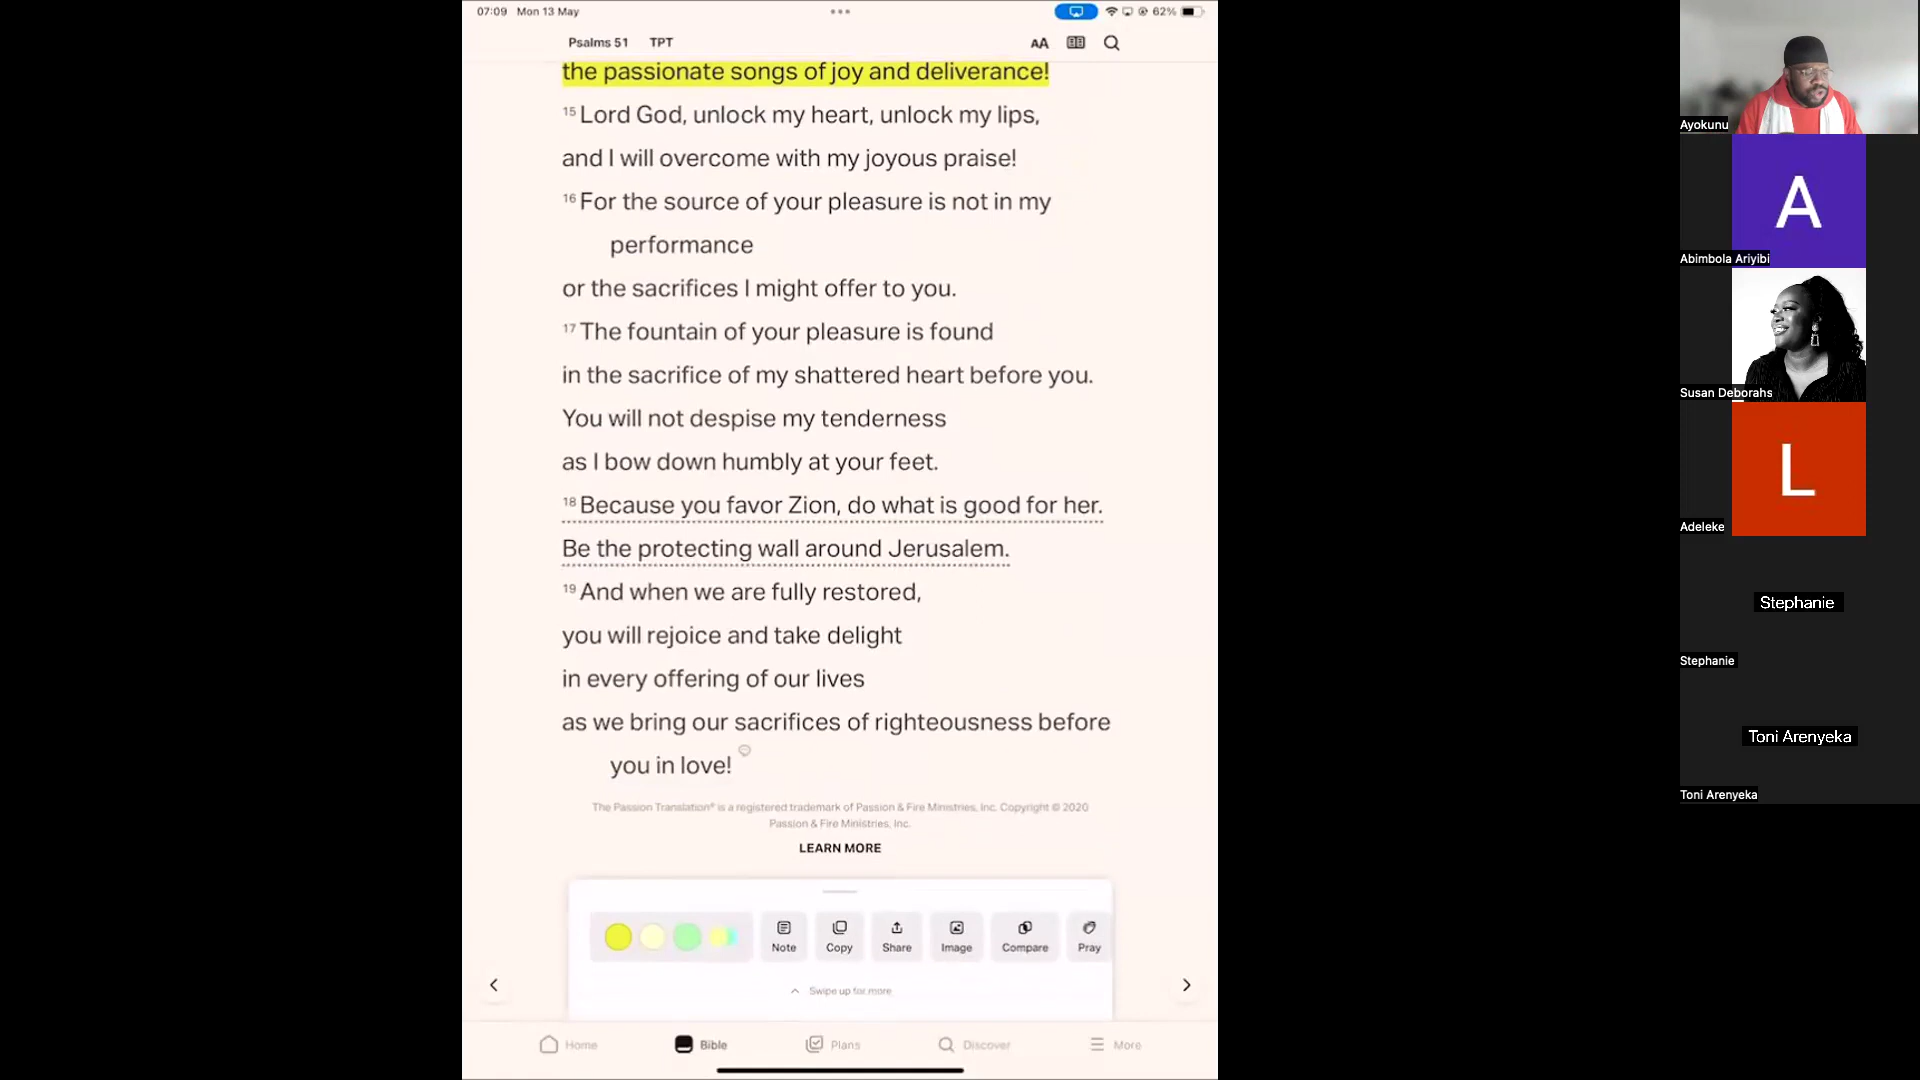 07:09 Mon 13 May
62%
Psalms 51 TPT
AA
the passionate songs of joy and deliverance!
15 Lord God, unlock my heart, unlock my lips,
and I will overcome with my joyous praise!
16 For the source of your pleasure is not in my
performance
or the sacrifices I might offer to you.
17 The fountain of your pleasure is found
in the sacrifice of my shattered heart before you.
You will not despise my tenderness
as I bow down humbly at your feet.
18 Because you favor Zion, do what is good for her.
Be the protecting wall around Jerusalem.
19 And when we are fully restored,
you will rejoice and take delight
in every offering of our lives
as we bring our sacrifices of righteousness before
you in love!
The Passion Translation® is a registered trademark of Passion & Fire Ministries, Inc. Copyright © 2020
Passion & Fire Ministries, Inc.
LEARN MORE
Note Copy Share Image Compare Pray
Swipe up for more
Home Bible Plans Discover More
Ayokunu
A
Abimbola Ariyibi
Susan Deborahs
L
Adeleke
Stephanie
Stephanie
Toni Arenyeka
Toni Arenyeka